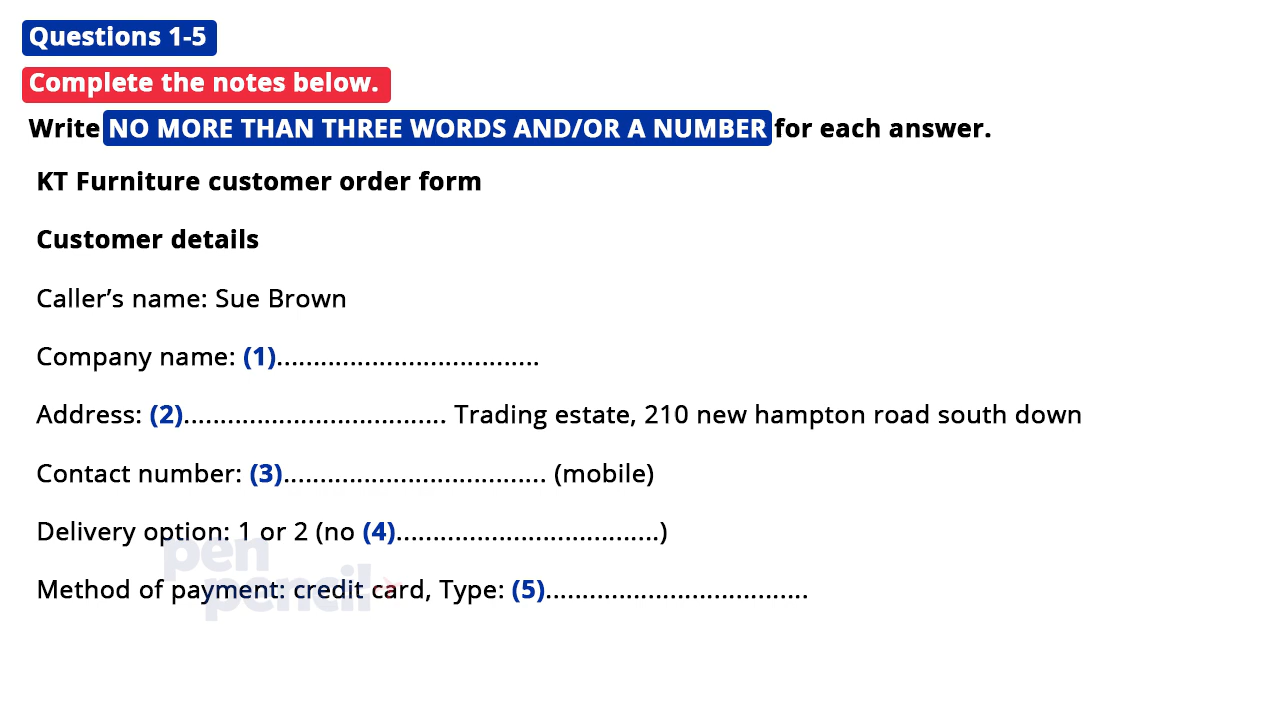 Questions 1-5
Complete the notes below.
Write NO MORE THAN THREE WORDS AND/OR A NUMBER for each answer.
KT Furniture customer order form
Customer details
Caller’s name: Sue Brown
Company name: (1)...................................
Address: (2)................................... Trading estate, 210 new hampton road south down
Contact number: (3)................................... (mobile)
Delivery option: 1 or 2 (no (4)...................................)
Method of payment: credit card, Type: (5)...................................
pen
pencil